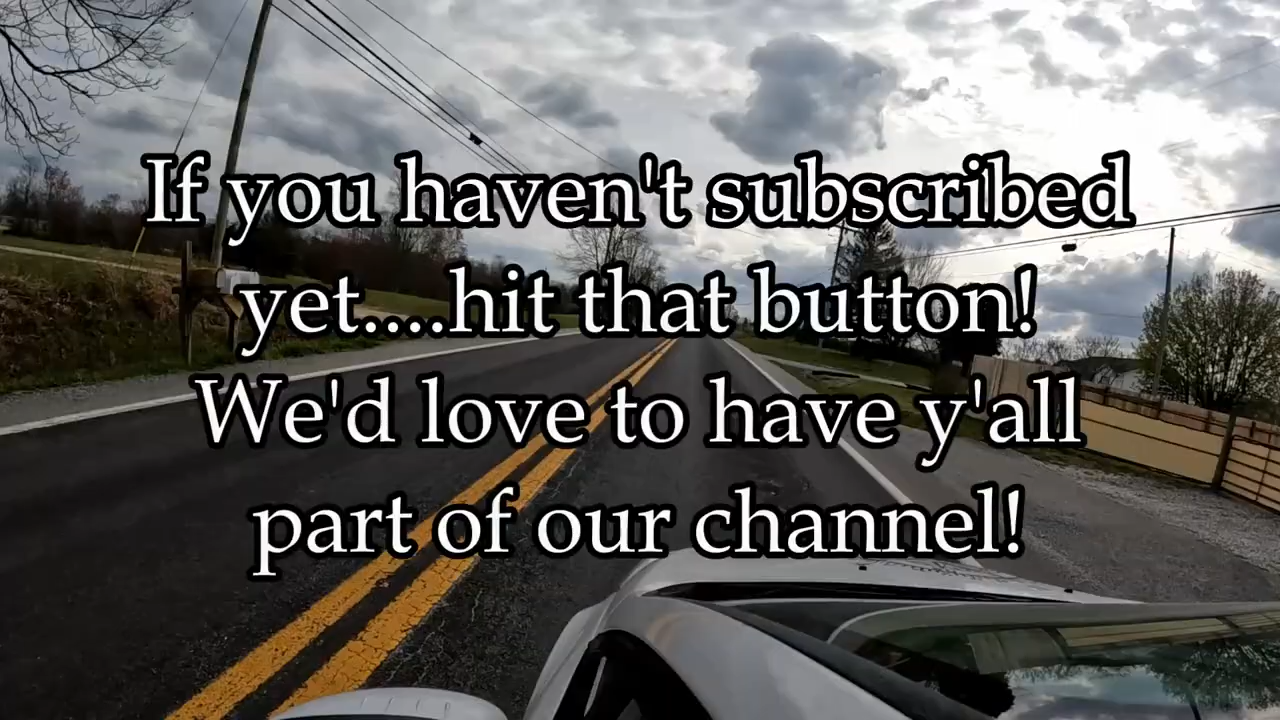 If you haven't subscribed
yet....hit that button!
We'd love to have y'all
part of our channel!